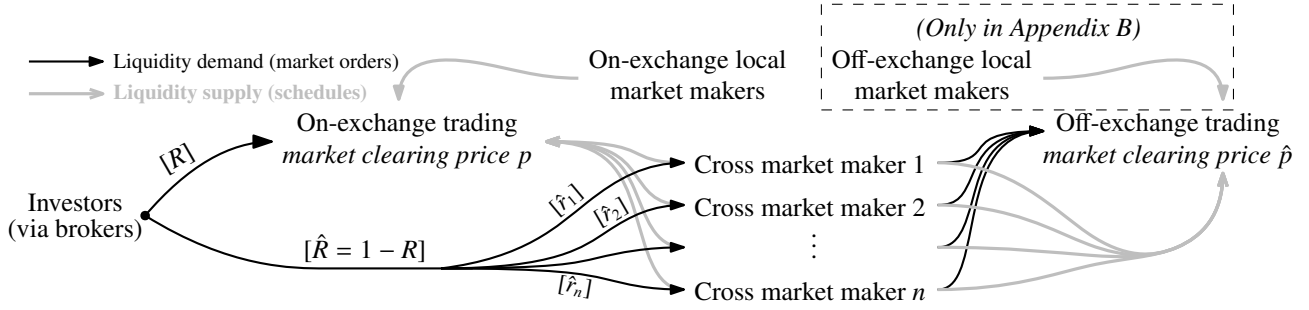 (Only in Appendix B)
Liquidity demand (market orders)
Liquidity supply (schedules)
On-exchange local
market makers
Off-exchange local
market makers
On-exchange trading
market clearing price p
Off-exchange trading
market clearing price p̂
[R]
Investors
(via brokers)
[R̂ = 1 − R]
[r̂₁]
[r̂₂]
[r̂ₙ]
Cross market maker 1
Cross market maker 2
⋮
Cross market maker n